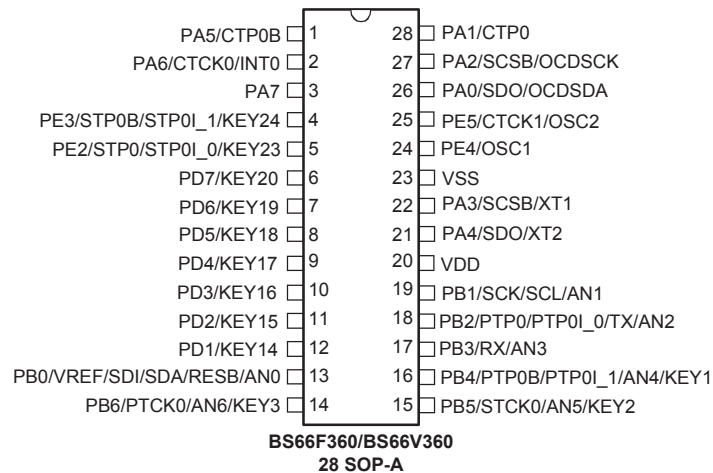 PA5/CTP0B 1 28 PA1/CTP0
PA6/CTCK0/INT0 2 27 PA2/SCSB/OCDSCK
PA7 3 26 PA0/SDO/OCDSDA
PE3/STP0B/STP0I_1/KEY24 4 25 PE5/CTCK1/OSC2
PE2/STP0/STP0I_0/KEY23 5 24 PE4/OSC1
PD7/KEY20 6 23 VSS
PD6/KEY19 7 22 PA3/SCSB/XT1
PD5/KEY18 8 21 PA4/SDO/XT2
PD4/KEY17 9 20 VDD
PD3/KEY16 10 19 PB1/SCK/SCL/AN1
PD2/KEY15 11 18 PB2/PTP0/PTP0I_0/TX/AN2
PD1/KEY14 12 17 PB3/RX/AN3
PB0/VREF/SDI/SDA/RESB/AN0 13 16 PB4/PTP0B/PTP0I_1/AN4/KEY1
PB6/PTCK0/AN6/KEY3 14 15 PB5/STCK0/AN5/KEY2
BS66F360/BS66V360
28 SOP-A